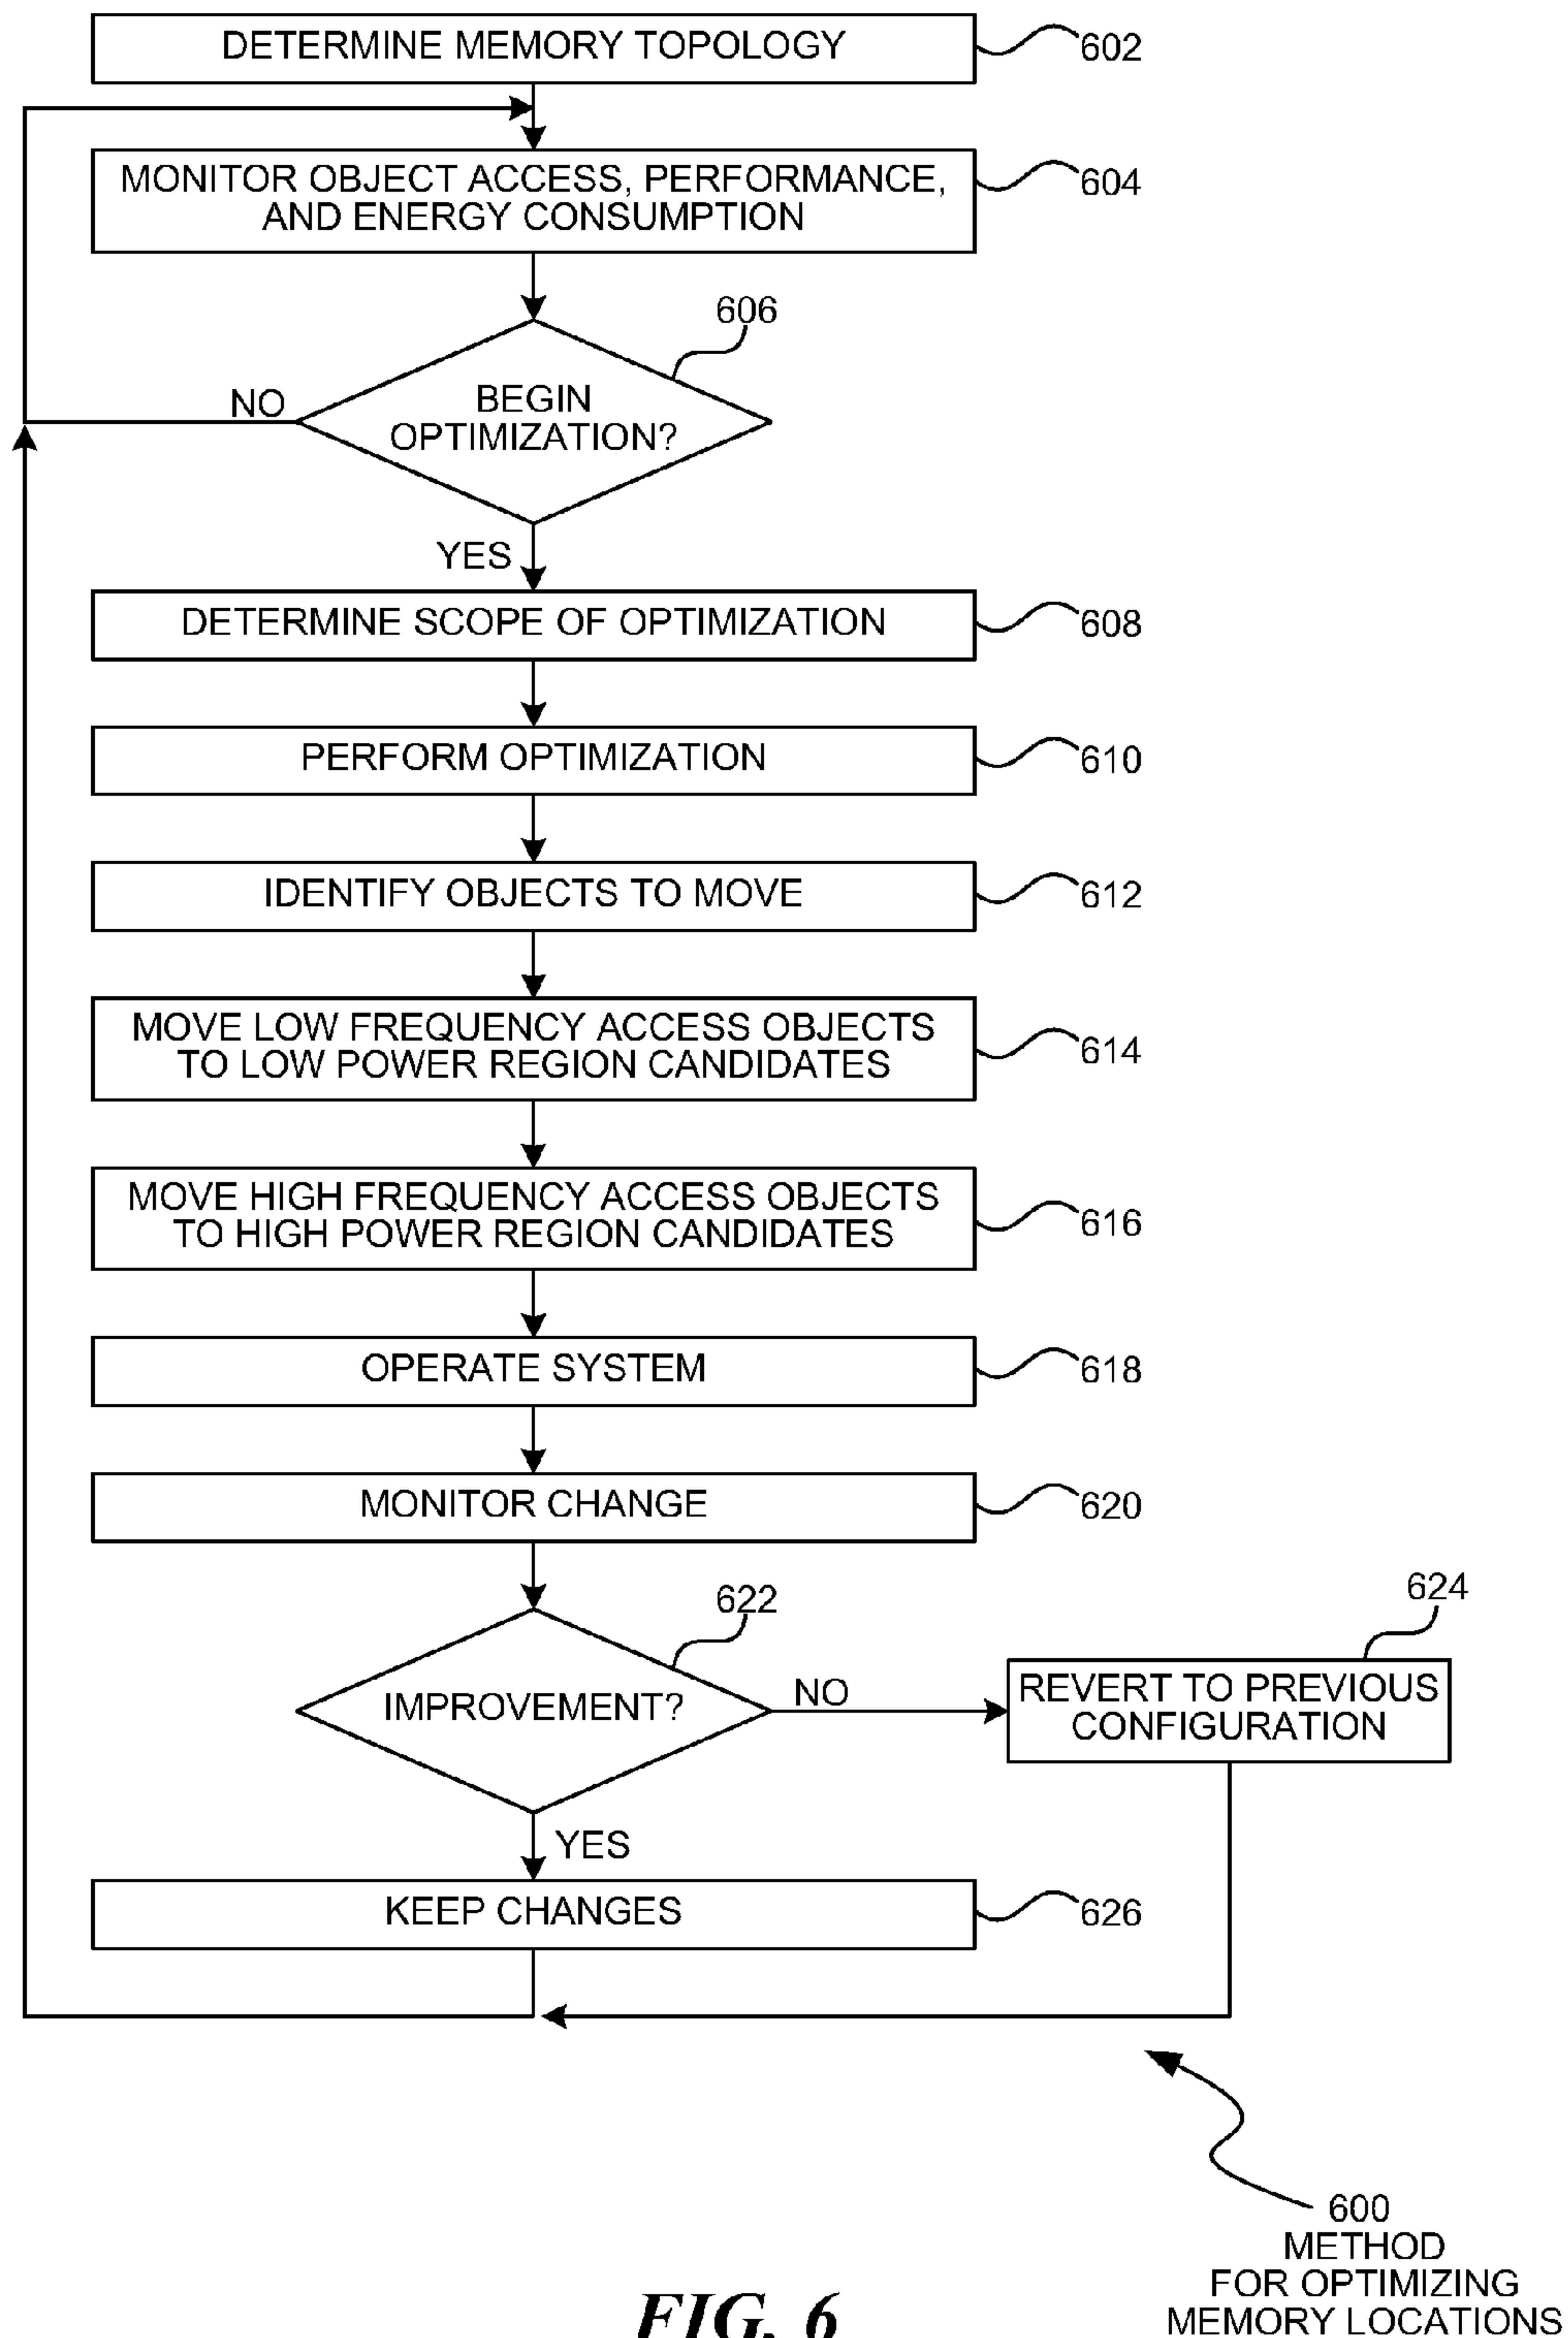 DETERMINE MEMORY TOPOLOGY
602
MONITOR OBJECT ACCESS, PERFORMANCE,
AND ENERGY CONSUMPTION
604
606
BEGIN
OPTIMIZATION?
NO
YES
DETERMINE SCOPE OF OPTIMIZATION
608
PERFORM OPTIMIZATION
610
IDENTIFY OBJECTS TO MOVE
612
MOVE LOW FREQUENCY ACCESS OBJECTS
TO LOW POWER REGION CANDIDATES
614
MOVE HIGH FREQUENCY ACCESS OBJECTS
TO HIGH POWER REGION CANDIDATES
616
OPERATE SYSTEM
618
MONITOR CHANGE
620
622
IMPROVEMENT?
NO
624
REVERT TO PREVIOUS
CONFIGURATION
YES
KEEP CHANGES
626
600
METHOD
FOR OPTIMIZING
MEMORY LOCATIONS
FIG. 6